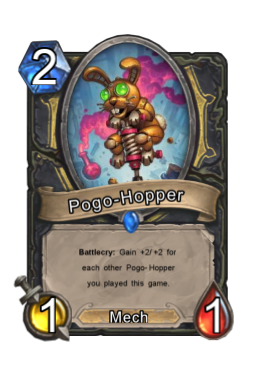 2
Pogo-Hopper
Battlecry: Gain +2/+2 for
each other Pogo-Hopper
you played this game.
1
Mech
1